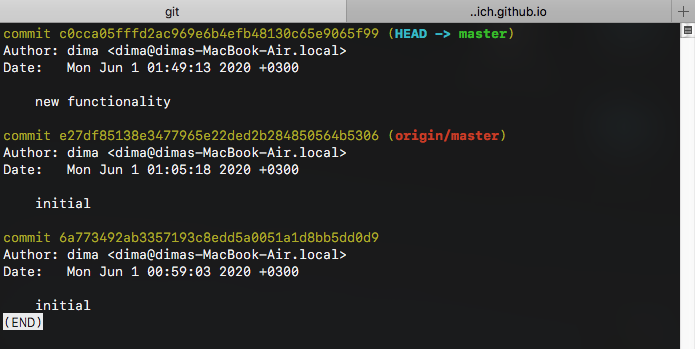 git
..ich.github.io
commit c0cca05fffd2ac969e6b4efb48130c65e9065f99 (HEAD -> master)
Author: dima <dima@dimas-MacBook-Air.local>
Date:   Mon Jun 1 01:49:13 2020 +0300
    new functionality
commit e27df85138e3477965e22ded2b284850564b5306 (origin/master)
Author: dima <dima@dimas-MacBook-Air.local>
Date:   Mon Jun 1 01:05:18 2020 +0300
    initial
commit 6a773492ab3357193c8edd5a0051a1d8bb5dd0d9
Author: dima <dima@dimas-MacBook-Air.local>
Date:   Mon Jun 1 00:59:03 2020 +0300
    initial
(END)